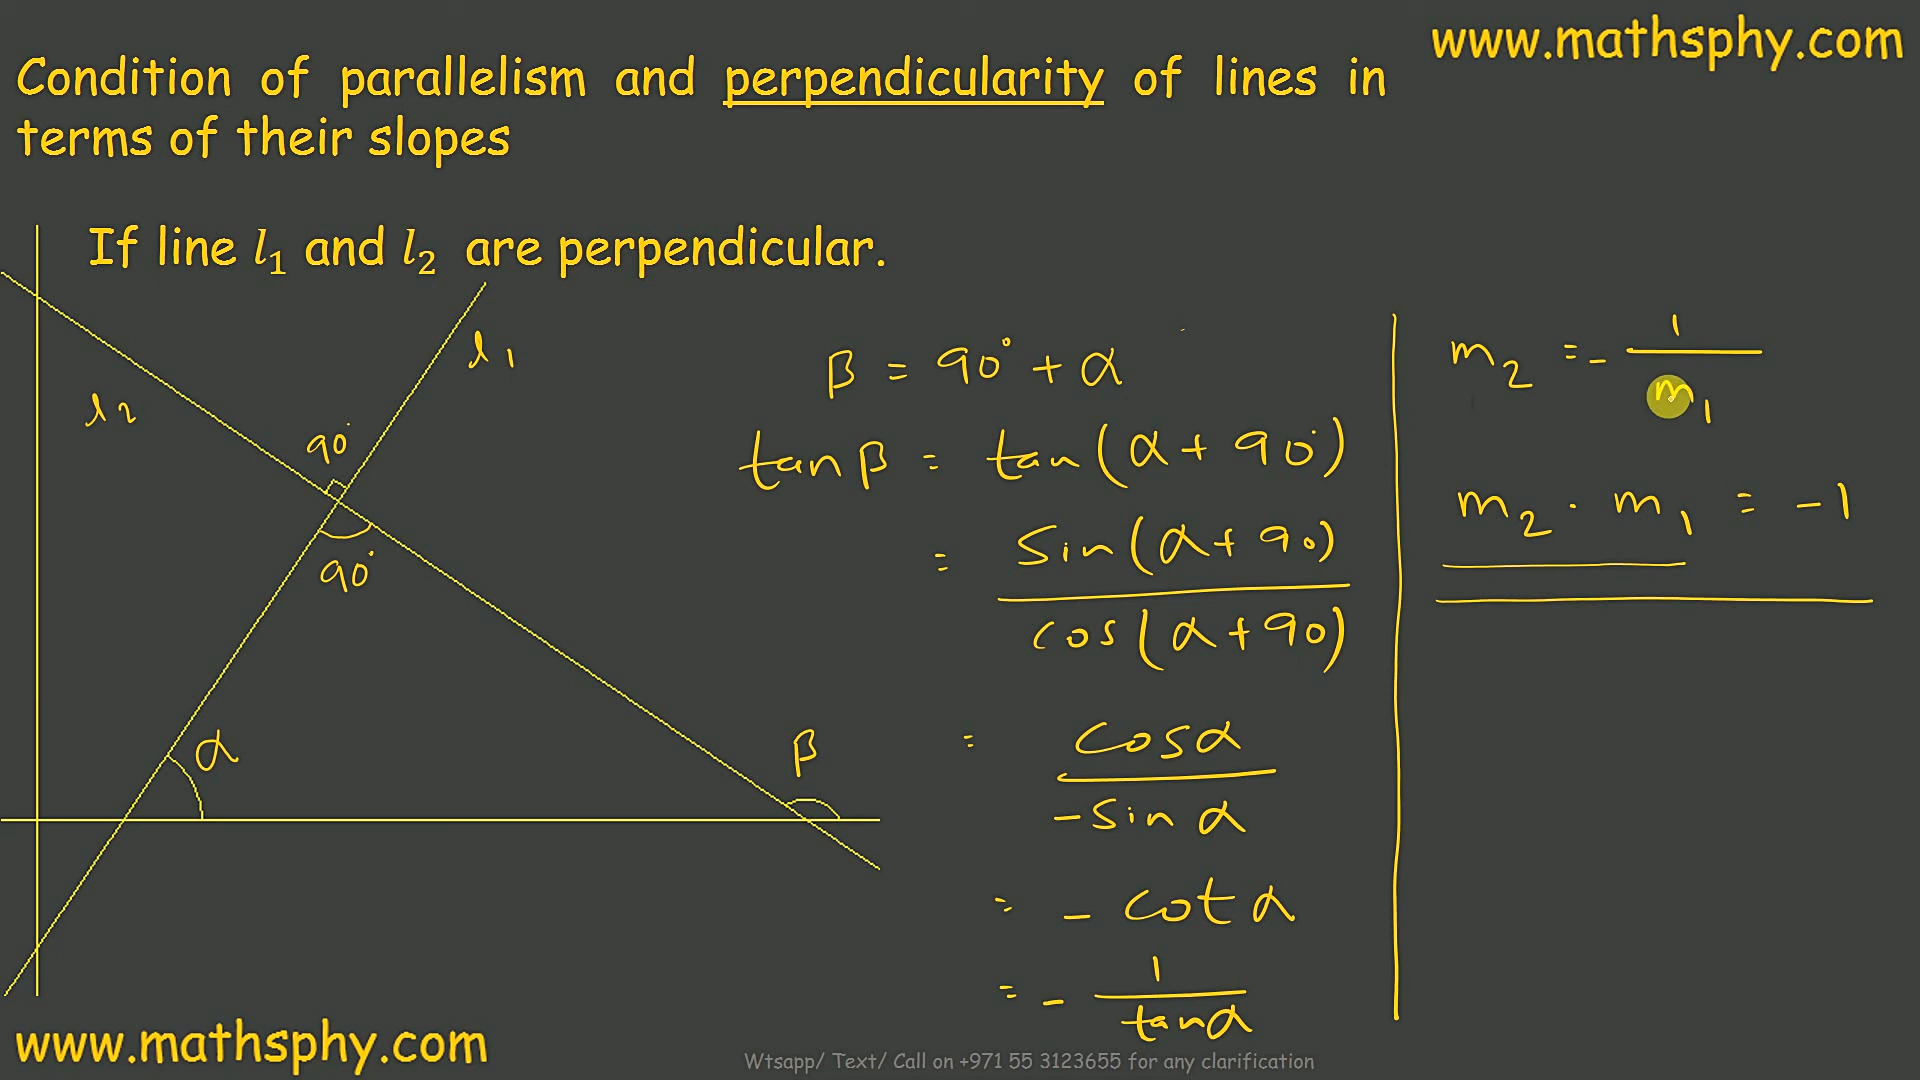 www.mathsphy.com
Condition of parallelism and perpendicularity of lines in
terms of their slopes
If line l₁ and l₂ are perpendicular.
l₁
l₂
90°
90°
α
β
β = 90° + α
tan β = tan(α + 90°)
= sin(α + 90)
cos(α + 90)
= cos α
- sin α
= - cot α
= - 1
tan α
m₂ = - 1
m₁
m₂ · m₁ = -1
www.mathsphy.com
Wtsapp/ Text/ Call on +971 55 3123655 for any clarification